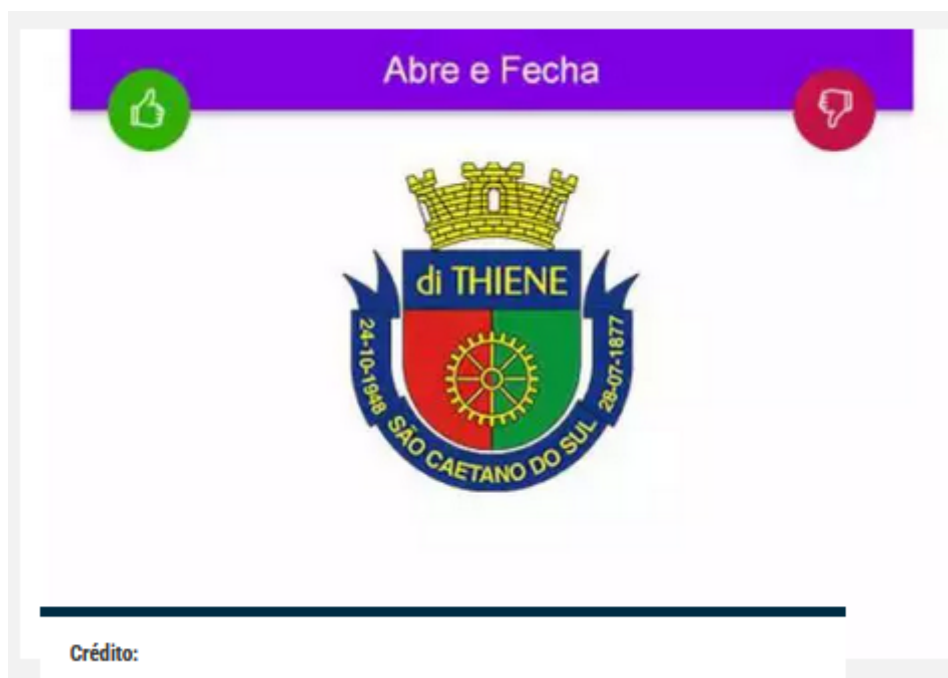 Abre e Fecha
di THIENE
24-10-1948
SÃO CAETANO DO SUL
28-07-1877
Crédito: